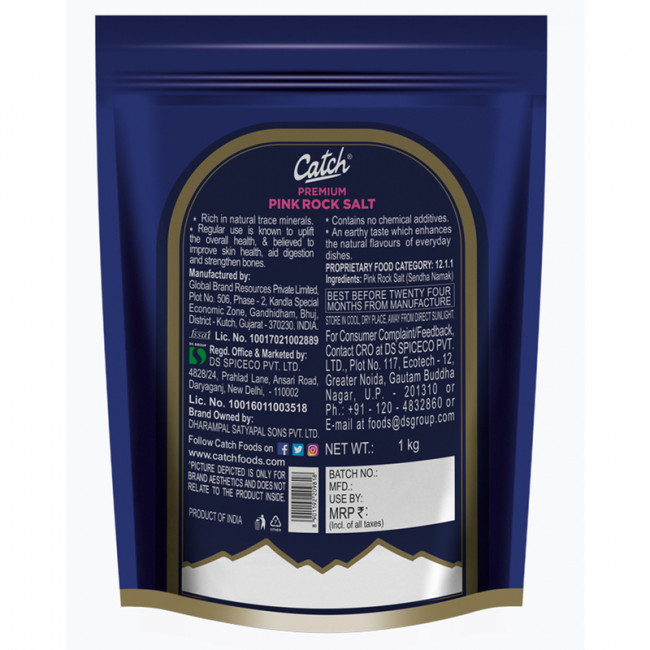 Catch®
PREMIUM
PINK ROCK SALT
• Rich in natural trace minerals.
* Regular use is known to uplift
the overall health, & believed to
improve skin health, aid digestion
and strengthen bones.
Manufactured by:
Global Brand Resources Private Limited.
Plot No. 506, Phase - 2, Kandla Special
Economic Zone, Gandhidham, Bhuj.
District - Kutch, Gujarat - 370230. INDIA.
fssai Lic. No. 10017021002889
Regd. Office & Marketed by:
DS SPICECO PVT. LTD.
4828/24, Prahlad Lane, Ansari Road,
Daryaganj, New Delhi, - 110002
Lic. No. 10016011003518
Brand Owned by:
DHARAMPAL SATYAPAL SONS PVT. LTD.
Follow Catch Foods on
www.catchfoods.com
*PICTURE DEPICTED IS ONLY FOR
BRAND AESTHETICS AND DOES NOT
RELATE TO THE PRODUCT INSIDE
PRODUCT OF INDIA
* Contains no chemical additives.
* An earthy taste which enhances
the natural flavours of everyday
dishes.
PROPRIETARY FOOD CATEGORY: 12.1.1
Ingredients: Pink Rock Salt (Sendha Namak)
BEST BEFORE TWENTY FOUR
MONTHS FROM MANUFACTURE
STORE IN COOL, DRY PLACE, AWAY FROM DIRECT SUNLIGHT.
For Consumer Complaint/Feedback,
Contact CRO at DS SPICECO PVT.
LTD., Plot No. 117, Ecotech - 12,
Greater Noida, Gautam Buddha
Nagar, U.P. - 201310 or
Ph.: +91 - 120 - 4832860 or
E-mail at foods@dsgroup.com
NET WT.: 1 kg
BATCH NO.:
MFD.:
USE BY:
MRP ₹:
(Incl. of all taxes)